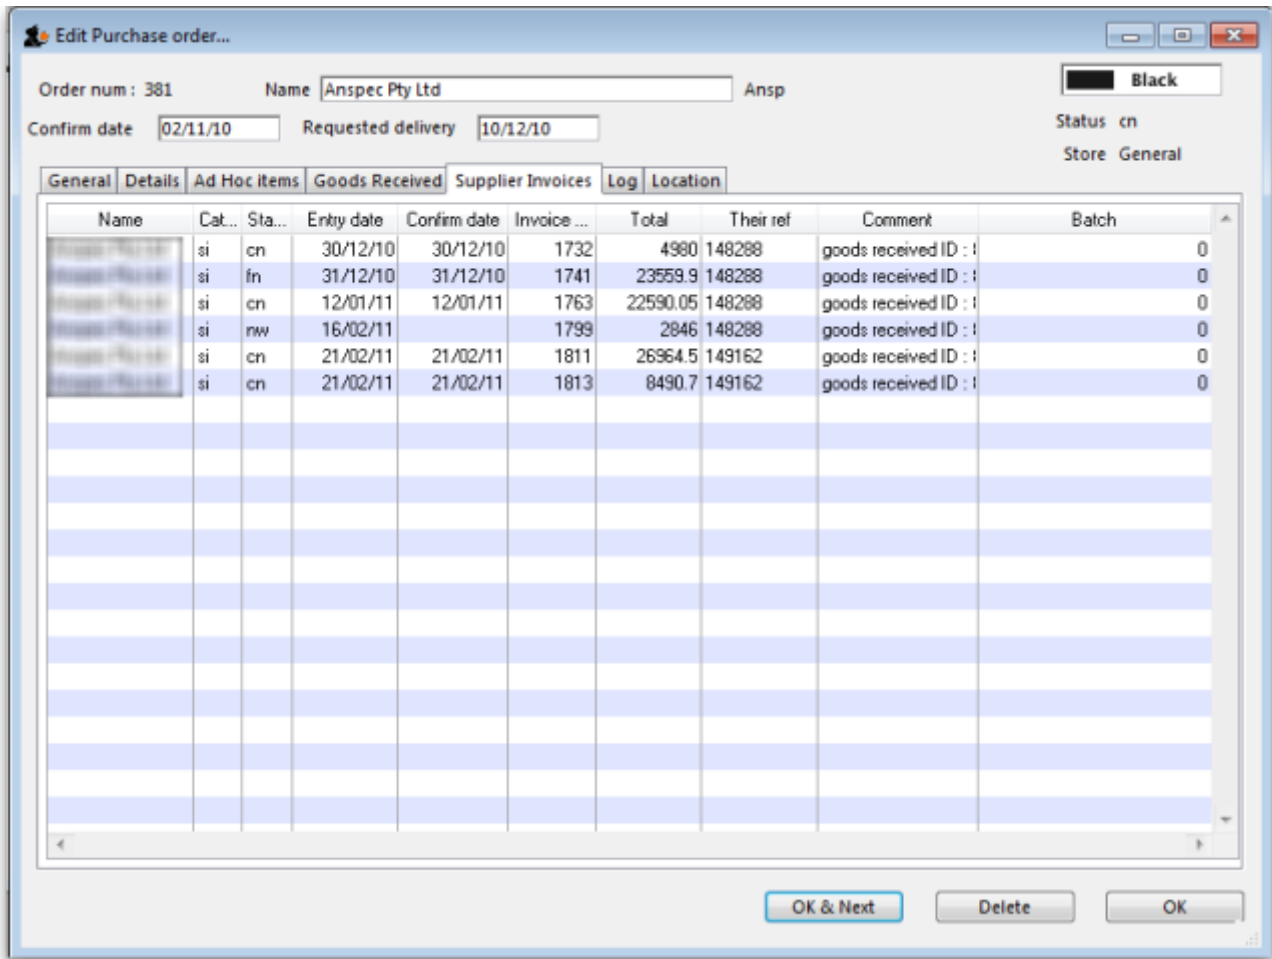 Edit Purchase order...
Order num : 381 Name Anspec Pty Ltd Ansp Black
Confirm date 02/11/10 Requested delivery 10/12/10 Status cn
Store General
General Details Ad Hoc items Goods Received Supplier Invoices Log Location
Name Cat... Sta... Entry date Confirm date Invoice ... Total Their ref Comment Batch
si cn 30/12/10 30/12/10 1732 4980 148288 goods received ID : 0
si fn 31/12/10 31/12/10 1741 23559.9 148288 goods received ID : 0
si cn 12/01/11 12/01/11 1763 22590.05 148288 goods received ID : 0
si nw 16/02/11 1799 2846 148288 goods received ID : 0
si cn 21/02/11 21/02/11 1811 26964.5 149162 goods received ID : 0
si cn 21/02/11 21/02/11 1813 8490.7 149162 goods received ID : 0
OK & Next Delete OK